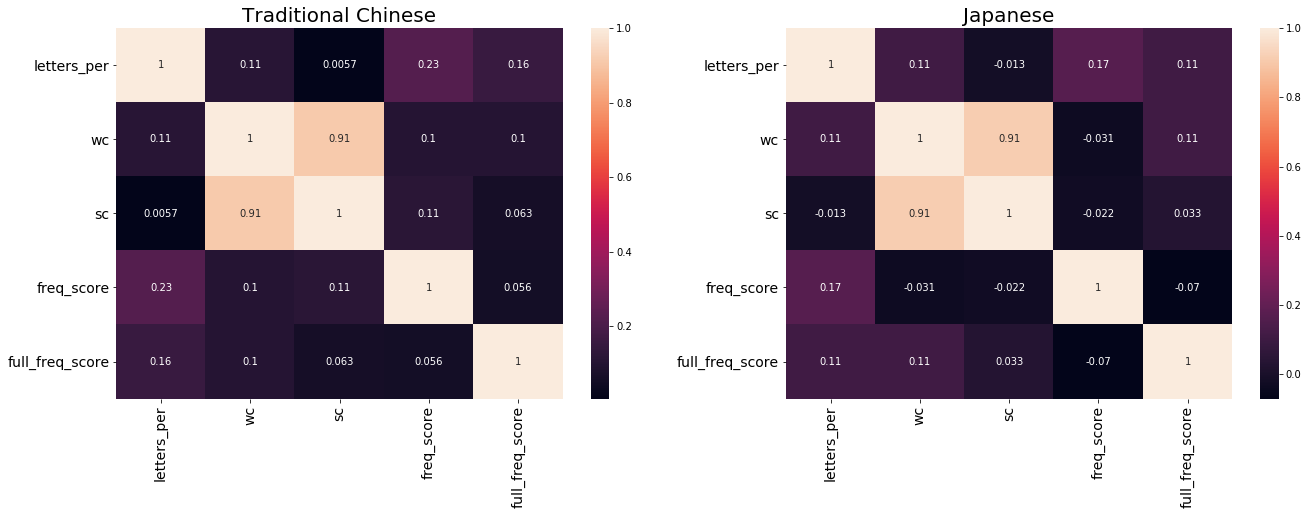 Traditional Chinese
letters_per 1 0.11 0.0057 0.23 0.16
wc 0.11 1 0.91 0.1 0.1
sc 0.0057 0.91 1 0.11 0.063
freq_score 0.23 0.1 0.11 1 0.056
full_freq_score 0.16 0.1 0.063 0.056 1
letters_per wc sc freq_score full_freq_score
1.0
0.8
0.6
0.4
0.2
Japanese
letters_per 1 0.11 -0.013 0.17 0.11
wc 0.11 1 0.91 -0.031 0.11
sc -0.013 0.91 1 -0.022 0.033
freq_score 0.17 -0.031 -0.022 1 -0.07
full_freq_score 0.11 0.11 0.033 -0.07 1
letters_per wc sc freq_score full_freq_score
1.0
0.8
0.6
0.4
0.2
0.0